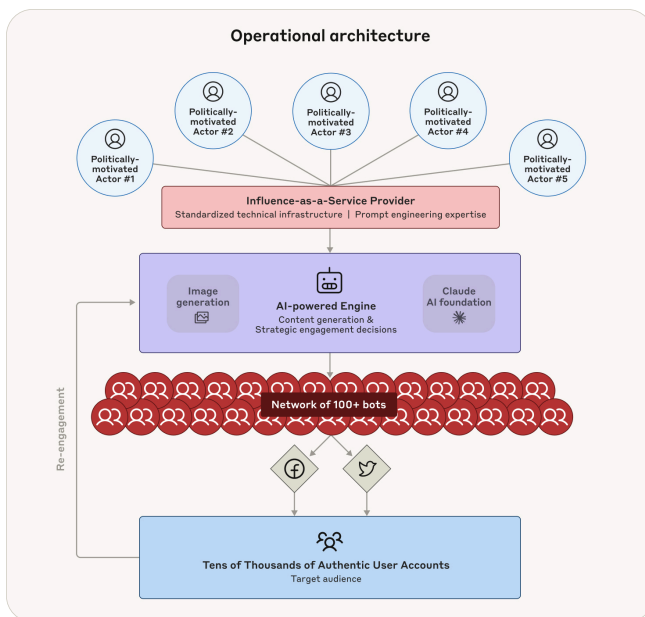 Operational architecture
Politically-
motivated
Actor #1
Politically-
motivated
Actor #2
Politically-
motivated
Actor #3
Politically-
motivated
Actor #4
Politically-
motivated
Actor #5
Influence-as-a-Service Provider
Standardized technical infrastructure | Prompt engineering expertise
Image
generation
AI-powered Engine
Content generation &
Strategic engagement decisions
Claude
AI foundation
Network of 100+ bots
Re-engagement
Tens of Thousands of Authentic User Accounts
Target audience